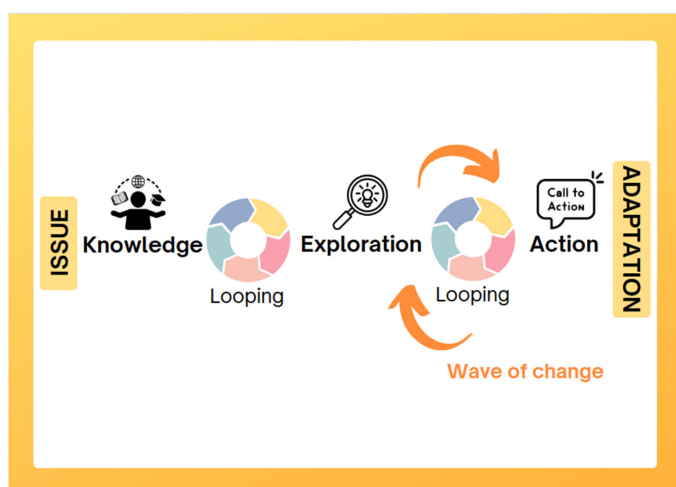 ISSUE
Knowledge
Looping
Exploration
Looping
Call to
Action
Action
ADAPTATION
Wave of change